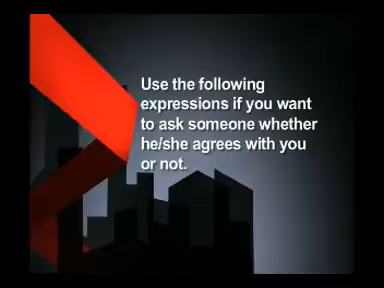 Use the following
expressions if you want
to ask someone whether
he/she agrees with you
or not.